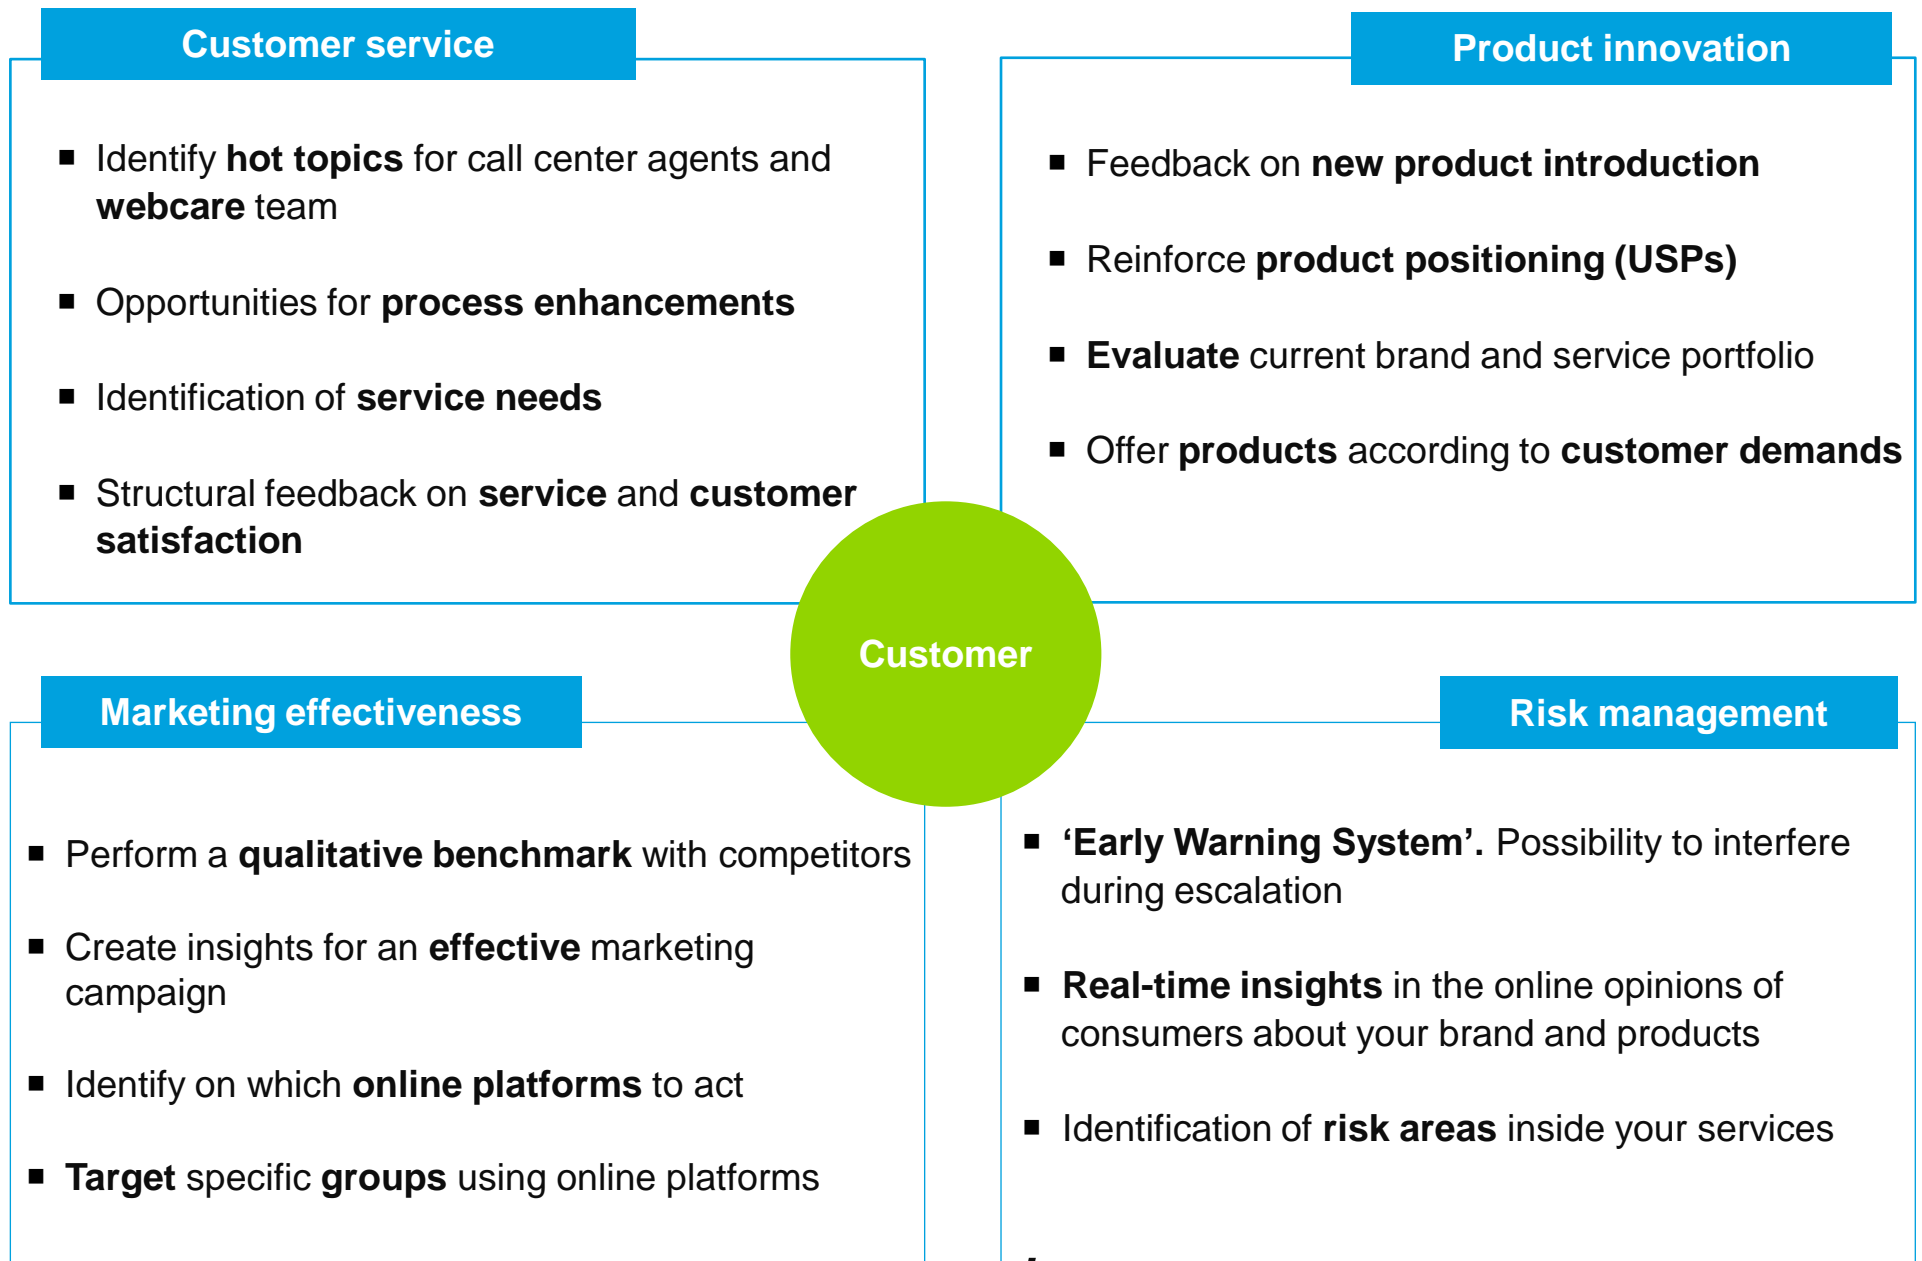 Customer service
■ Identify hot topics for call center agents and
webcare team
■ Opportunities for process enhancements
■ Identification of service needs
■ Structural feedback on service and customer
satisfaction
Product innovation
■ Feedback on new product introduction
■ Reinforce product positioning (USPs)
■ Evaluate current brand and service portfolio
■ Offer products according to customer demands
Customer
Marketing effectiveness
■ Perform a qualitative benchmark with competitors
■ Create insights for an effective marketing
campaign
■ Identify on which online platforms to act
■ Target specific groups using online platforms
Risk management
■ ‘Early Warning System’. Possibility to interfere
during escalation
■ Real-time insights in the online opinions of
consumers about your brand and products
■ Identification of risk areas inside your services